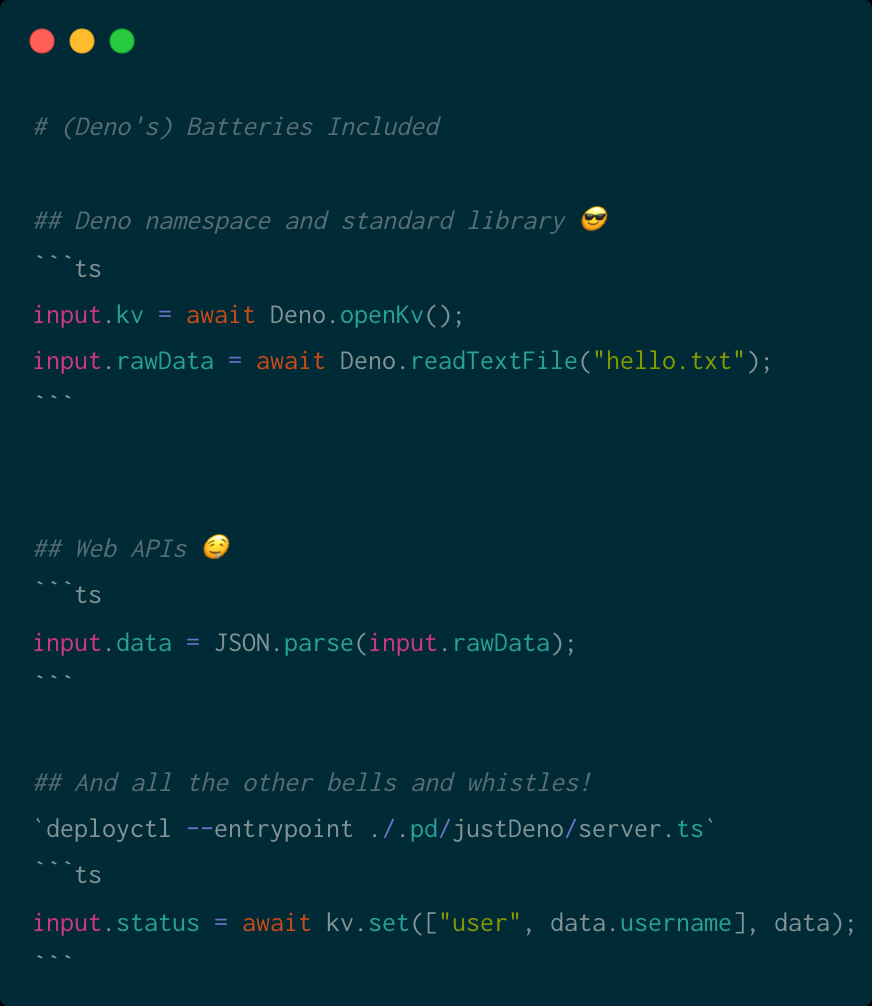 # (Deno's) Batteries Included
## Deno namespace and standard library 😎
```ts
input.kv = await Deno.openKv();
input.rawData = await Deno.readTextFile("hello.txt");
```
## Web APIs 🤤
```ts
input.data = JSON.parse(input.rawData);
```
## And all the other bells and whistles!
`deployctl --entrypoint ./.pd/justDeno/server.ts`
```ts
input.status = await kv.set(["user", data.username], data);
```